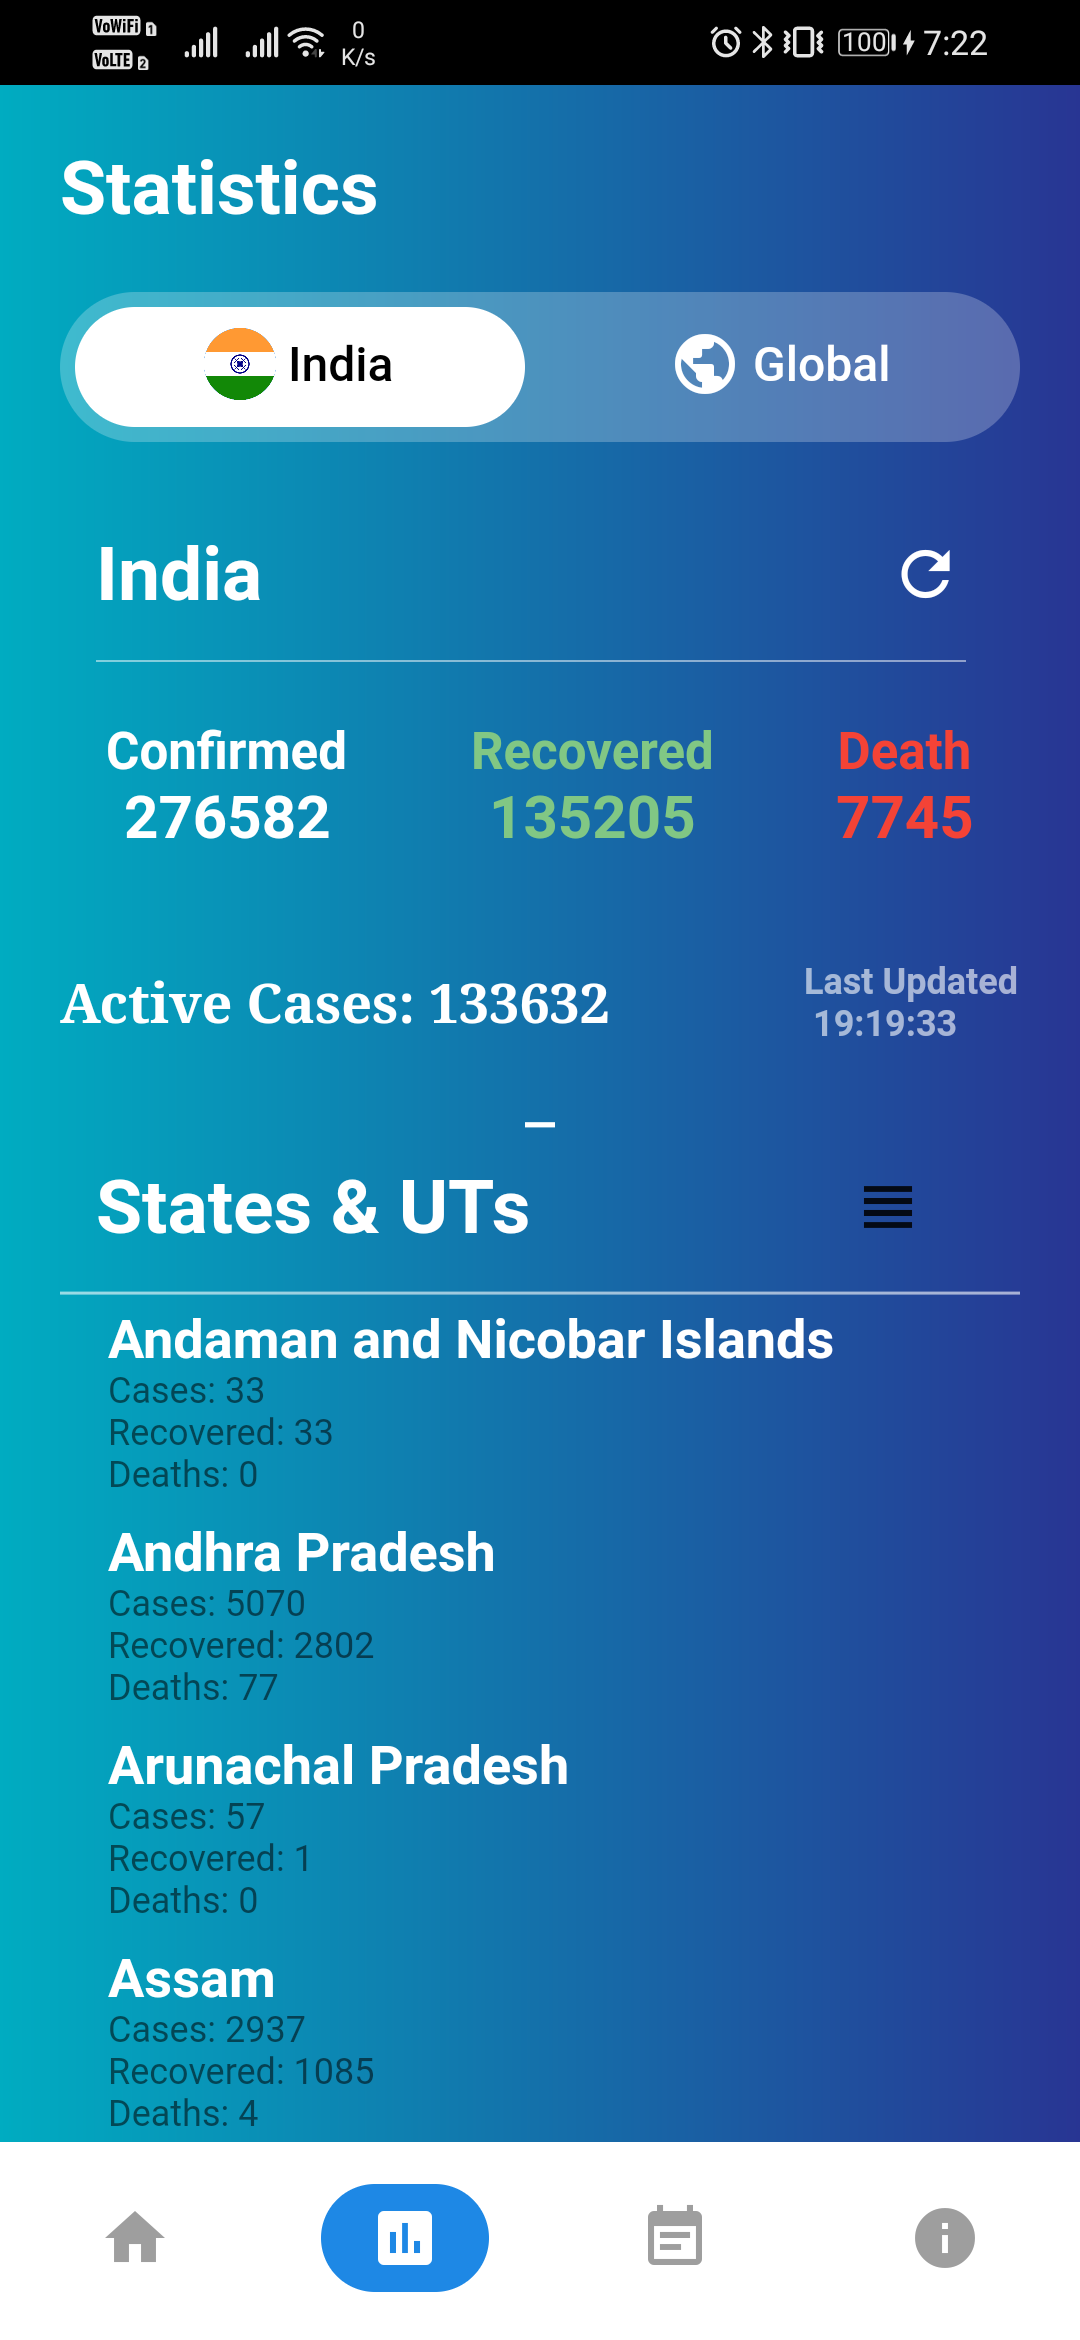 VoWiFi 1
VoLTE 2
0
K/s
100
7:22
Statistics
India
Global
India
Confirmed
Recovered
Death
276582
135205
7745
Active Cases: 133632
Last Updated
19:19:33
States & UTs
Andaman and Nicobar Islands
Cases: 33
Recovered: 33
Deaths: 0
Andhra Pradesh
Cases: 5070
Recovered: 2802
Deaths: 77
Arunachal Pradesh
Cases: 57
Recovered: 1
Deaths: 0
Assam
Cases: 2937
Recovered: 1085
Deaths: 4